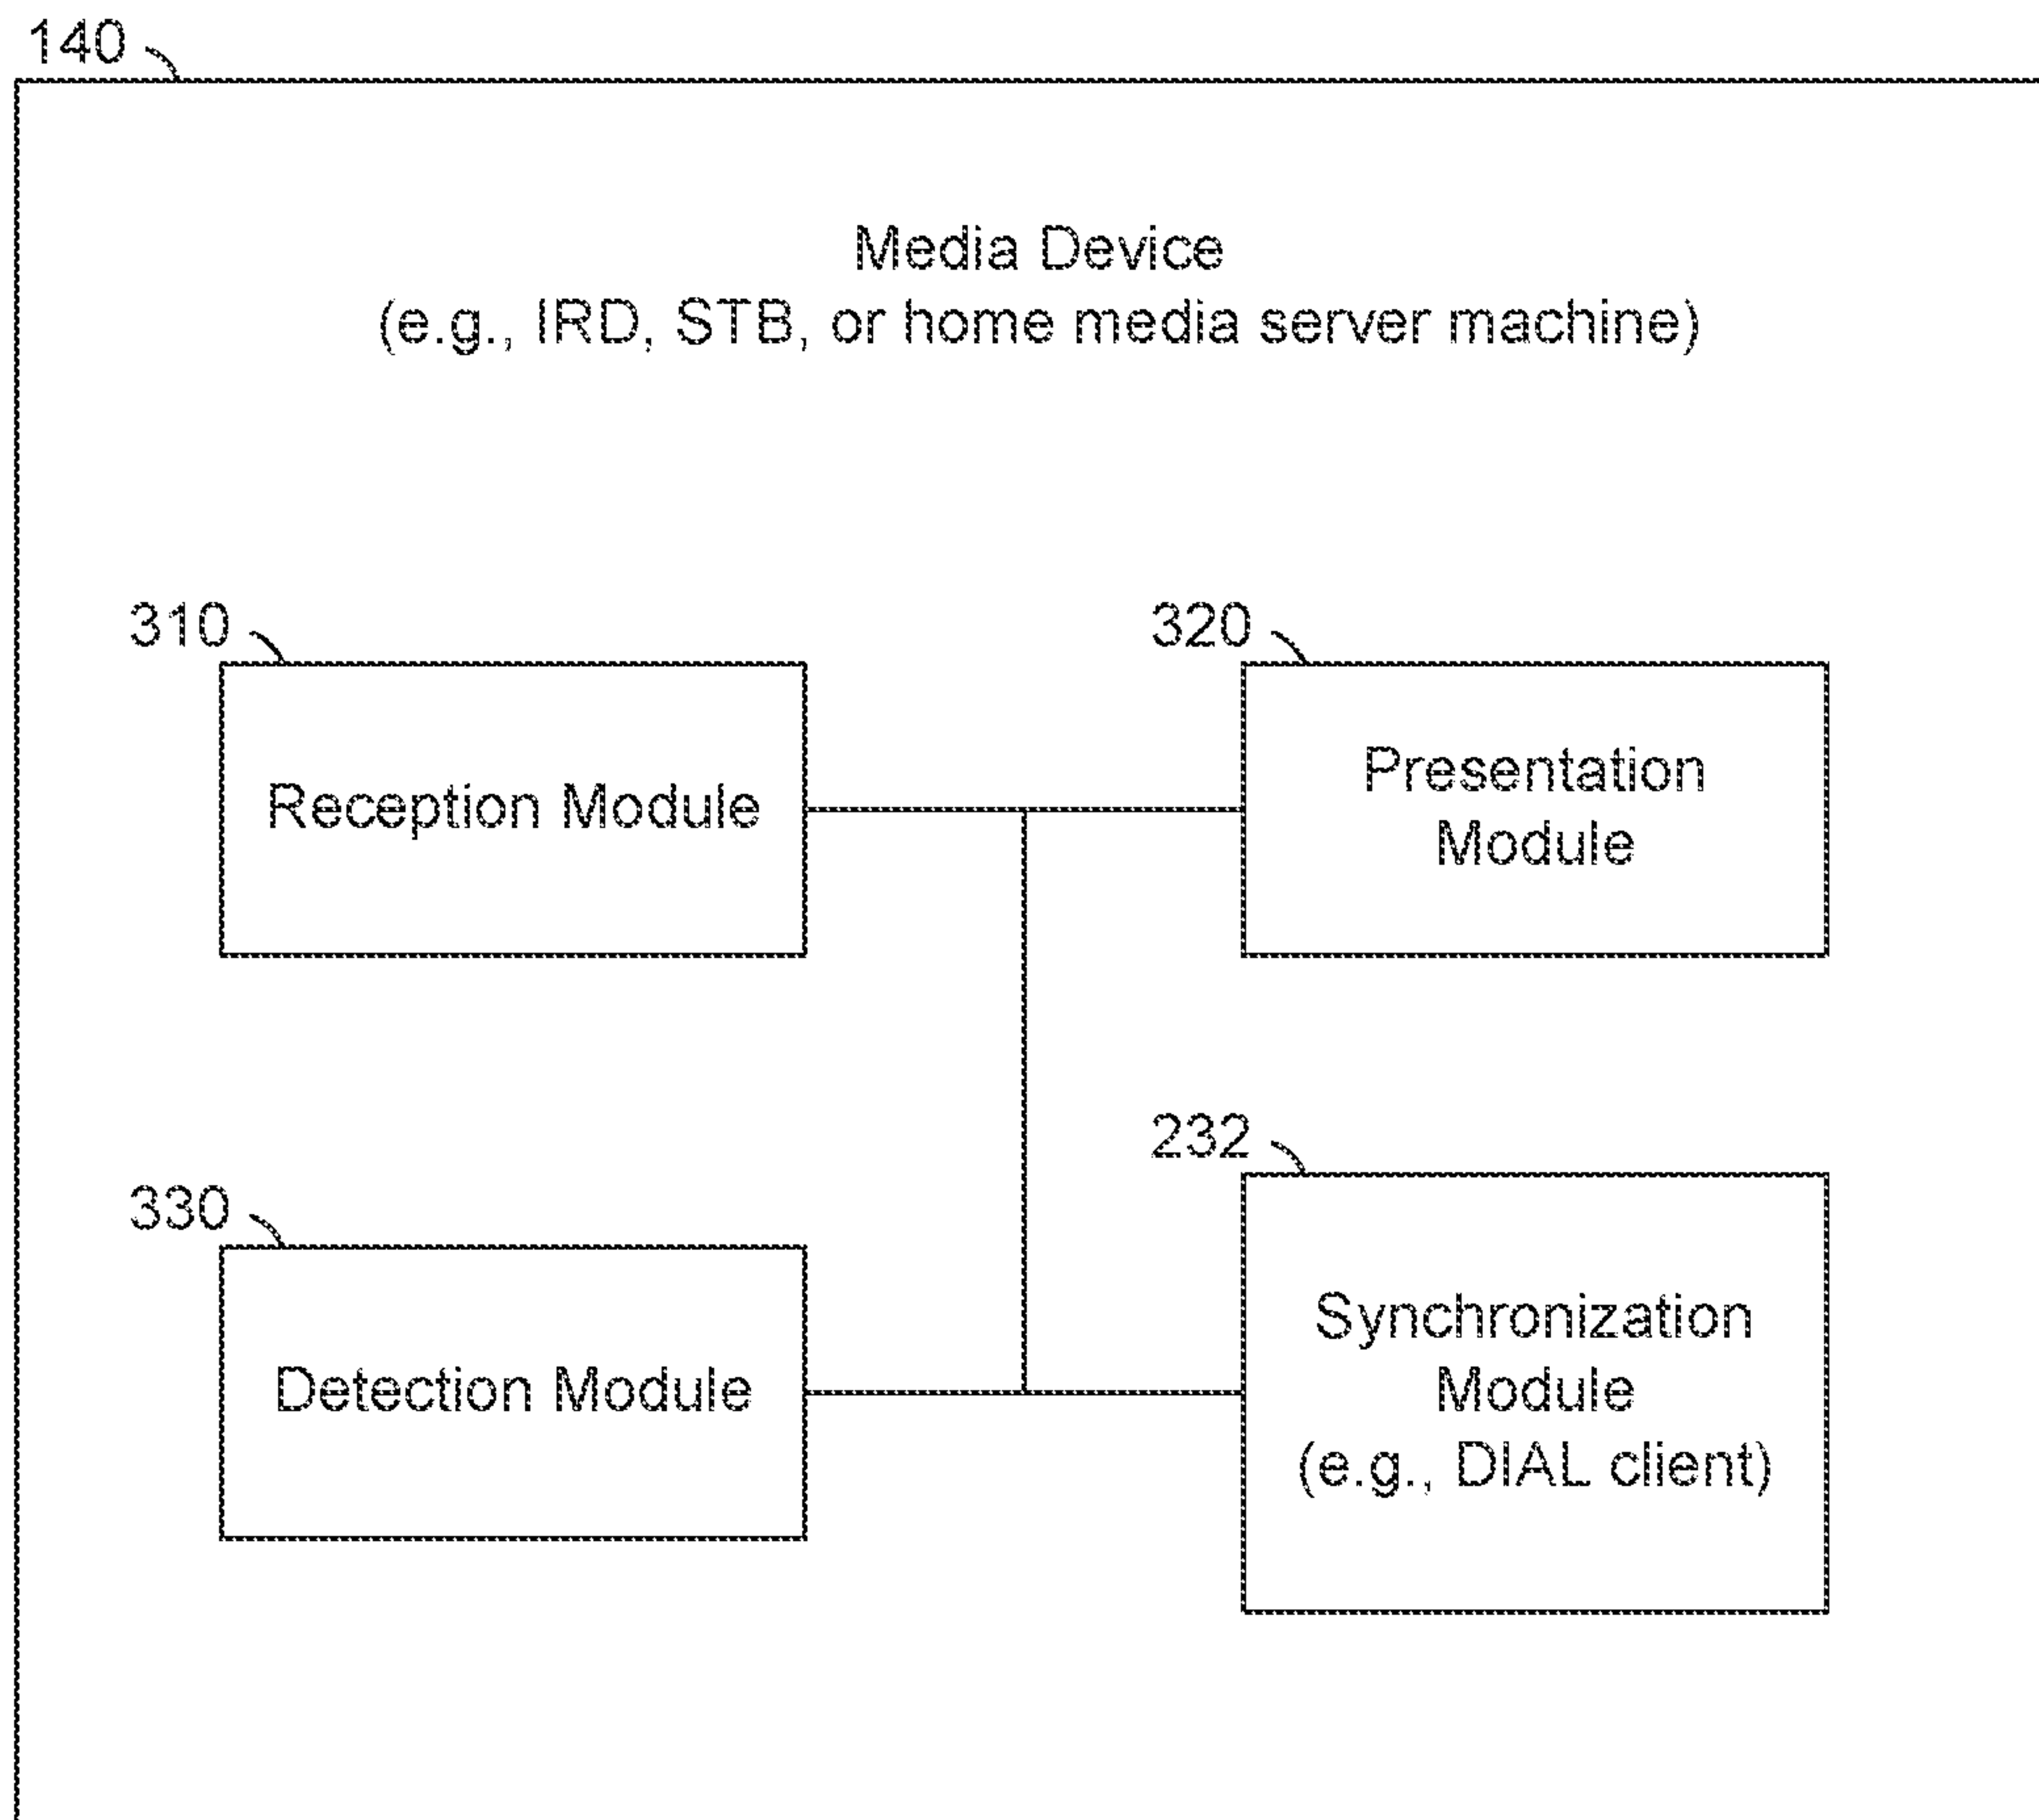 140
Media Device
(e.g., IRD, STB, or home media server machine)
310
Reception Module
320
Presentation
Module
330
Detection Module
232
Synchronization
Module
(e.g., DIAL client)